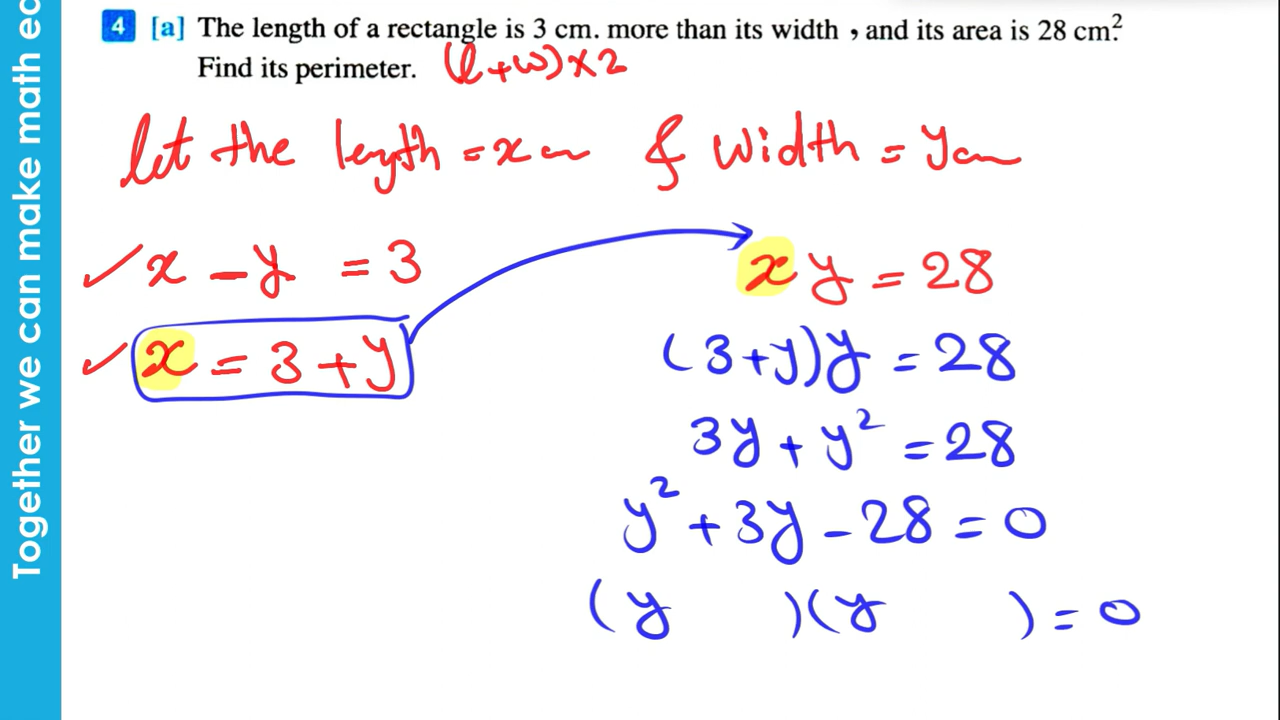 Together we can make math ea
4 [a] The length of a rectangle is 3 cm. more than its width , and its area is 28 cm².
Find its perimeter. (l+w)×2
let the length = x cm & width = y cm
✓ x - y = 3
✓ x = 3 + y
xy = 28
(3+y)y = 28
3y + y² = 28
y² + 3y - 28 = 0
(y )(y ) = 0